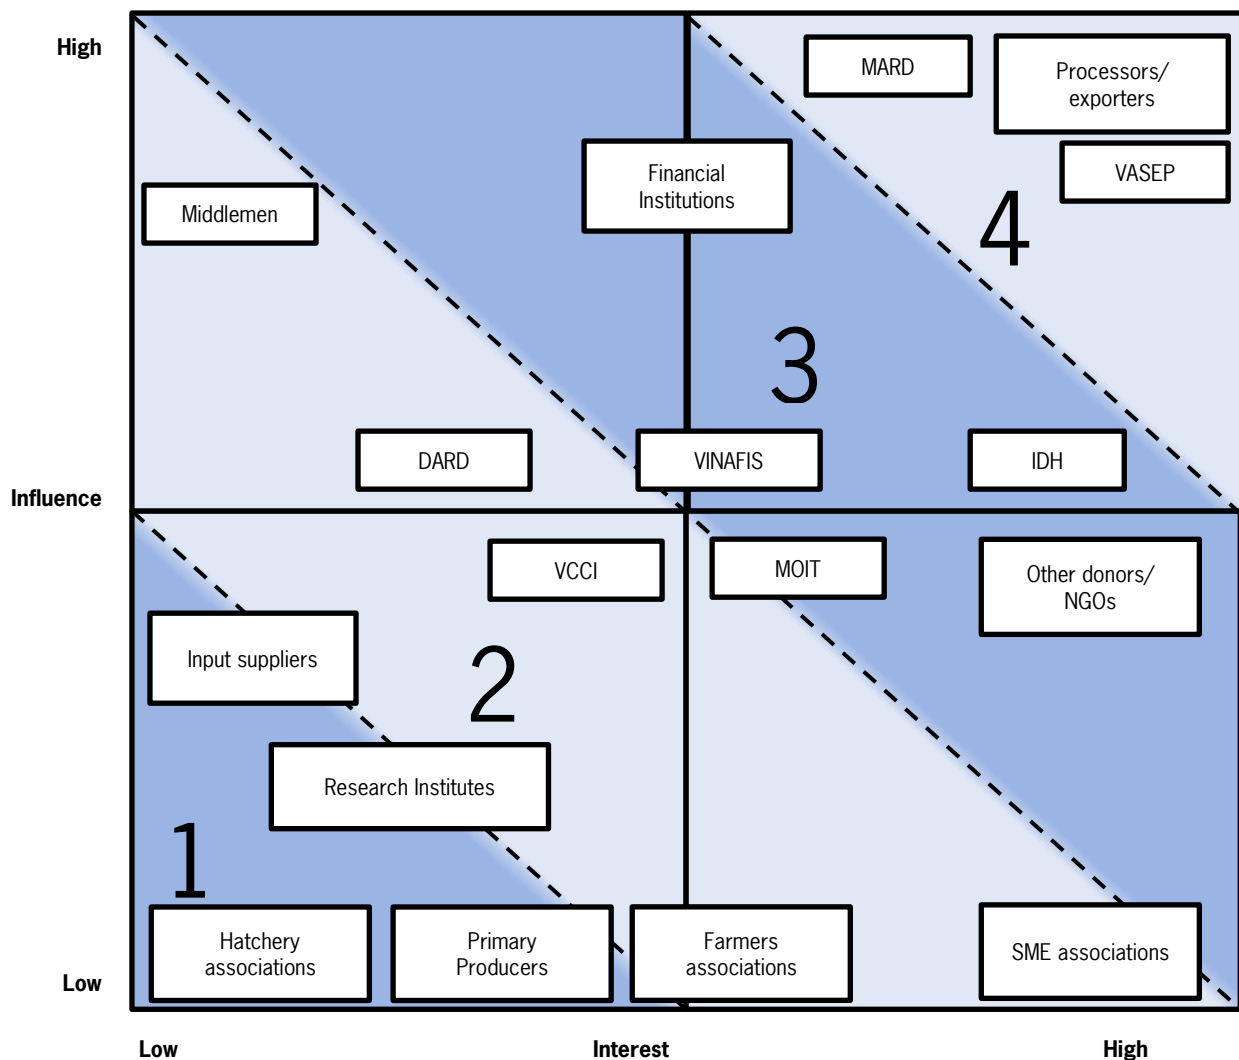 High
MARD
Processors/
exporters
Financial
Institutions
VASEP
Middlemen
4
3
DARD
VINAFIS
IDH
Influence
VCCI
MOIT
Other donors/
NGOs
Input suppliers
2
Research Institutes
1
Hatchery
associations
Primary
Producers
Farmers
associations
SME associations
Low
Low
Interest
High